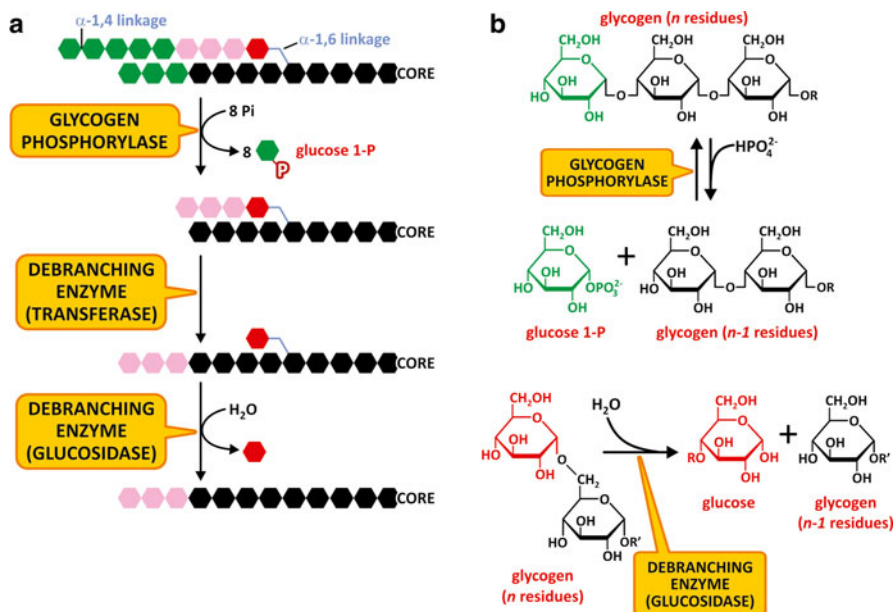 a
α-1,4 linkage
α-1,6 linkage
CORE
GLYCOGEN
PHOSPHORYLASE
8 Pi
8
P
glucose 1-P
CORE
DEBRANCHING
ENZYME
(TRANSFERASE)
CORE
DEBRANCHING
ENZYME
(GLUCOSIDASE)
H₂O
CORE
b
glycogen (n residues)
CH₂OH CH₂OH CH₂OH
O O O
OH OH OH
HO O O OR
OH OH OH
GLYCOGEN
PHOSPHORYLASE
HPO₄²⁻
CH₂OH CH₂OH CH₂OH
O + O O
OH OH OH
HO OPO₃²⁻ HO O OR
OH OH OH
glucose 1-P glycogen (n-1 residues)
CH₂OH
O
OH
HO
OH
O
CH₂
O
OH
HO OR'
OH
glycogen
(n residues)
H₂O
DEBRANCHING
ENZYME
(GLUCOSIDASE)
CH₂OH
O
OH
RO OH
OH
glucose
+
CH₂OH
O
OH
HO OR'
OH
glycogen
(n-1 residues)